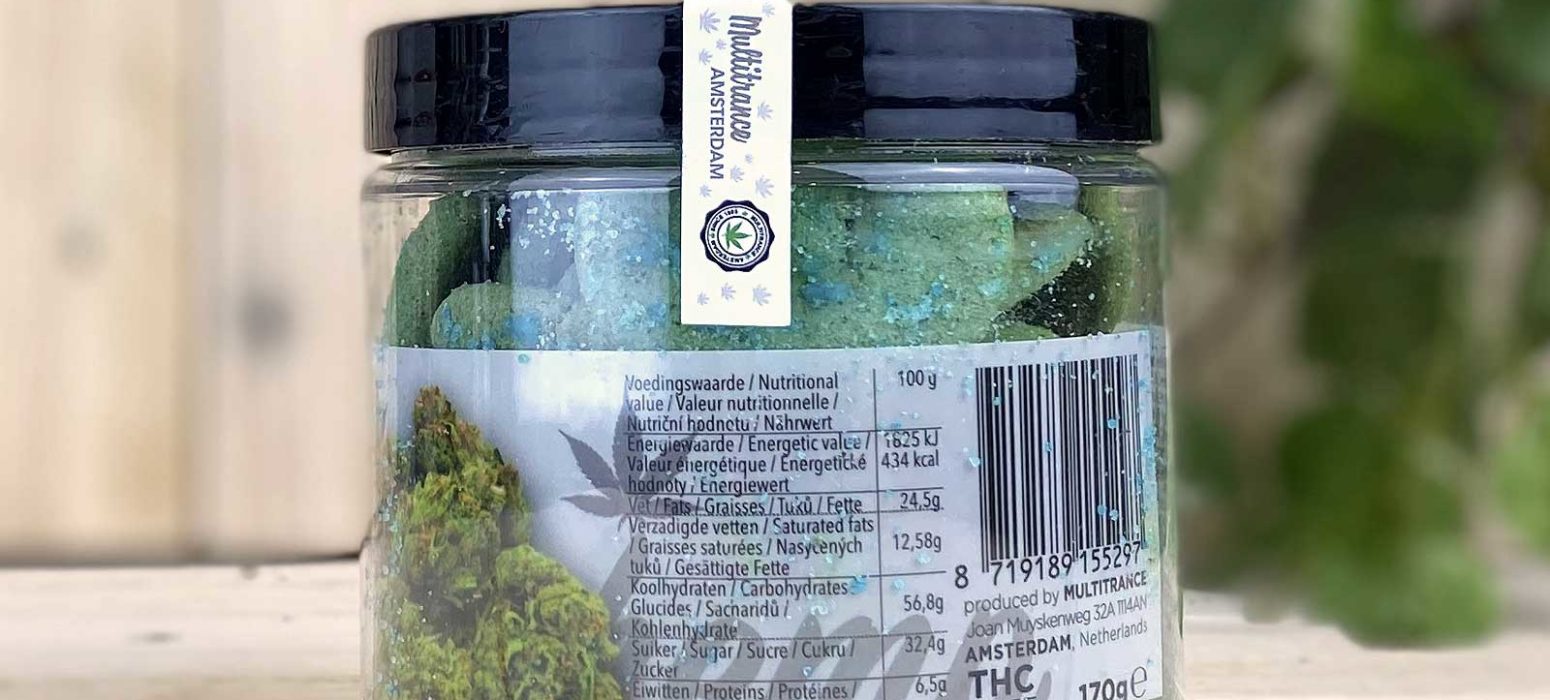 Multitrance
AMSTERDAM
Voedingswaarde / Nutritional
value / Valeur nutritionnelle /
Nutriční hodnotu / Nährwert
100 g
Energiewaarde / Energetic value /
1825 kJ
Valeur énergétique / Energetické
434 kcal
hodnoty / Energiewert
Vet / Fats / Graisses / Tuků / Fette
24,5g
Verzadigde vetten / Saturated fats
/ Graisses saturées / Nasycených
12,58g
tuků / Gesättigte Fette
Koolhydraten / Carbohydrates
Glucides / Sacharidů /
56,8g
Kohlenhydrate
Suiker / Sugar / Sucre / Cukru /
32,4g
Zucker
Eiwitten / Proteins / Protéines /
6,5g
8 719189 155297
produced by MULTITRANCE
Joan Muyskenweg 32A 1114AN
AMSTERDAM, Netherlands
THC
170g e